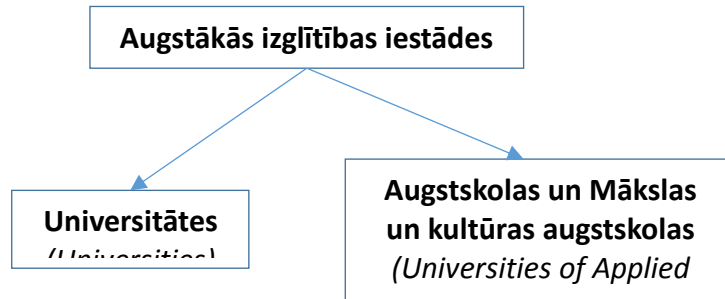 Augstākās izglītības iestādes
Universitātes
(Universities)
Augstskolas un Mākslas
un kultūras augstskolas
(Universities of Applied